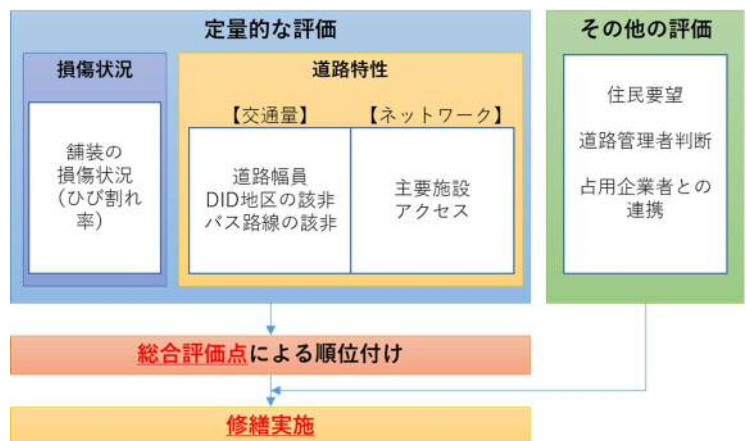 定量的な評価
損傷状況
舗装の
損傷状況
(ひび割れ
率)
道路特性
【交通量】
【ネットワーク】
道路幅員
DID地区の該非
バス路線の該非
主要施設
アクセス
その他の評価
住民要望
道路管理者判断
占用企業者との
連携
総合評価点による順位付け
修繕実施